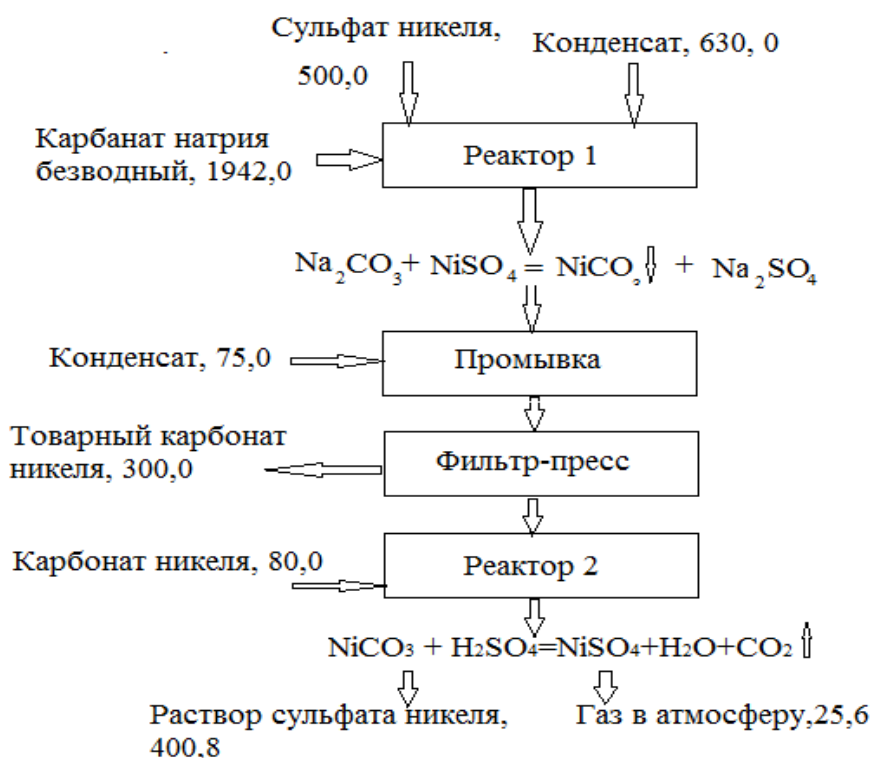 Сульфат никеля,
500,0
Конденсат, 630, 0
Карбанат натрия
безводный, 1942,0
Реактор 1
Na2CO3+ NiSO4 = NiCO3 + Na2SO4
Конденсат, 75,0
Промывка
Товарный карбонат
никеля, 300,0
Фильтр-пресс
Карбонат никеля, 80,0
Реактор 2
NiCO3 + H2SO4=NiSO4+H2O+CO2
Раствор сульфата никеля,
400,8
Газ в атмосферу,25,6